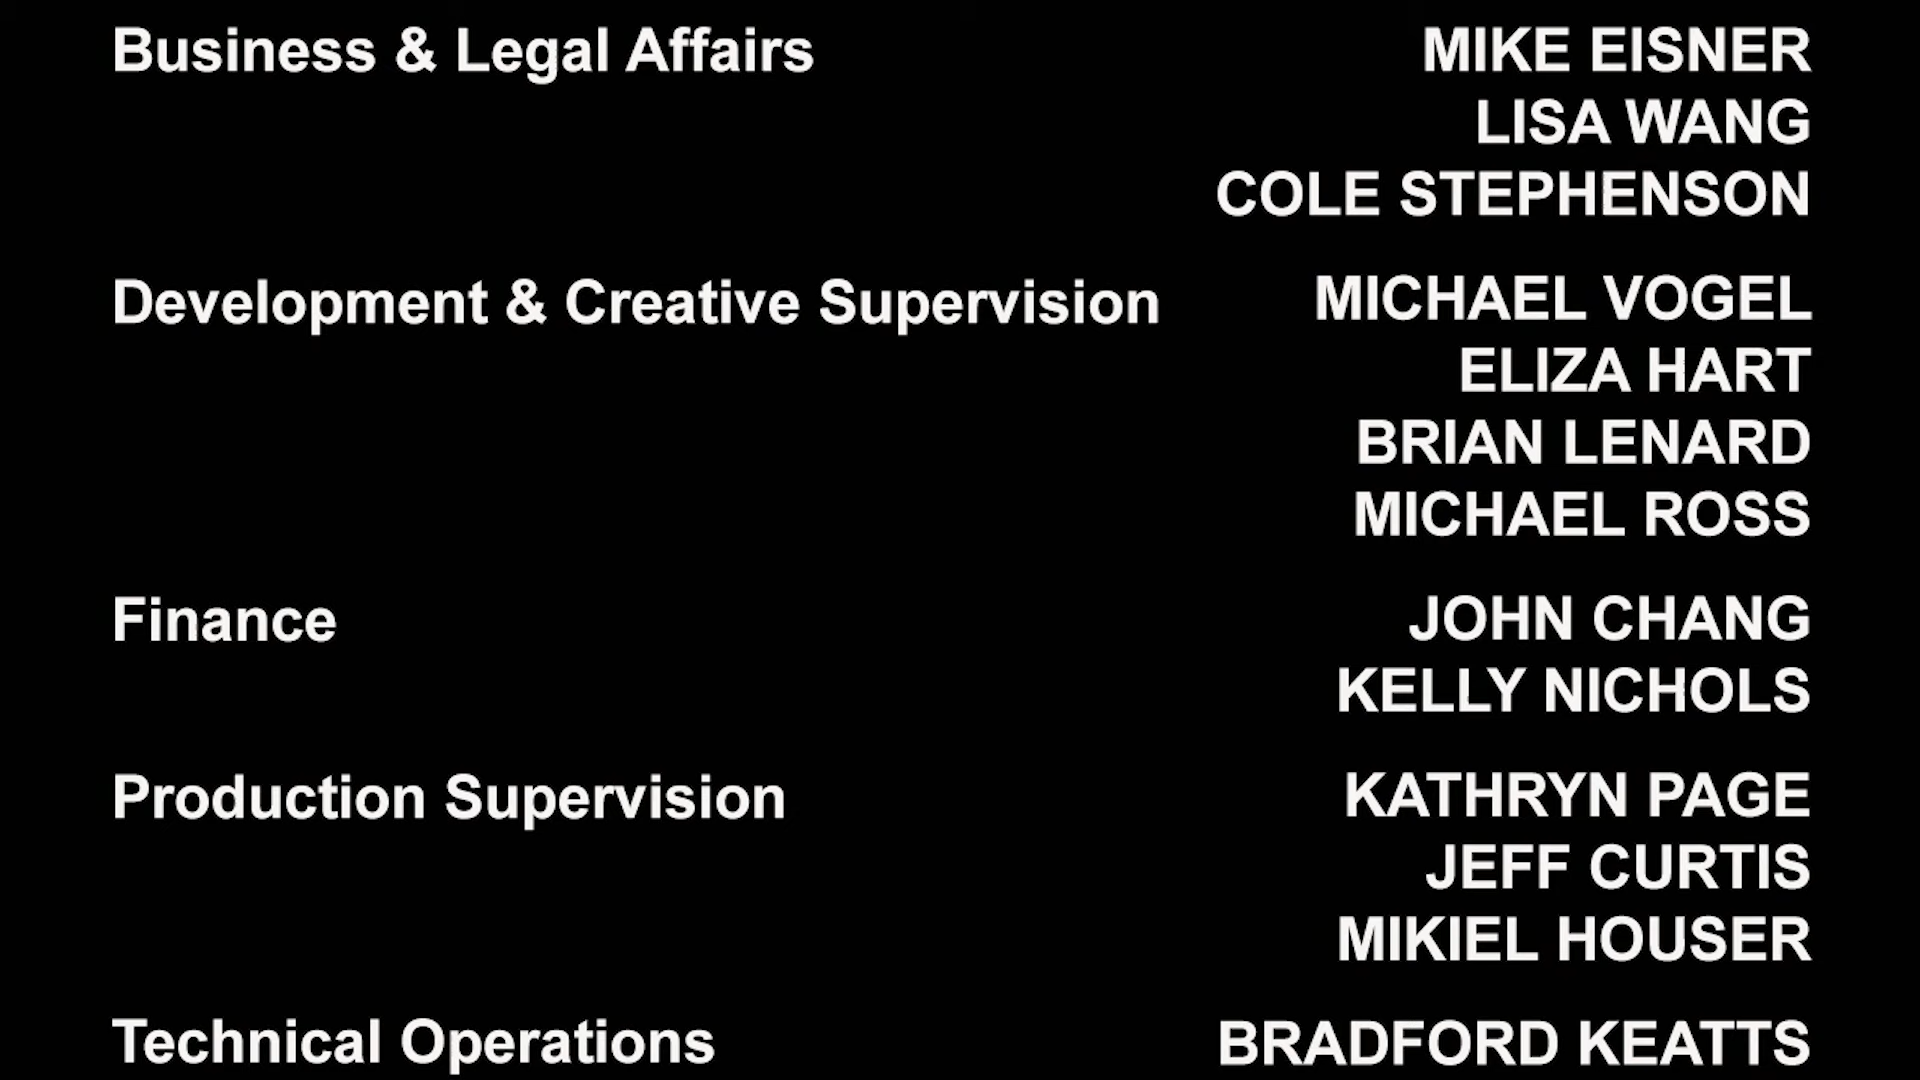 Business & Legal Affairs MIKE EISNER
LISA WANG
COLE STEPHENSON
Development & Creative Supervision MICHAEL VOGEL
ELIZA HART
BRIAN LENARD
MICHAEL ROSS
Finance JOHN CHANG
KELLY NICHOLS
Production Supervision KATHRYN PAGE
JEFF CURTIS
MIKIEL HOUSER
Technical Operations BRADFORD KEATTS